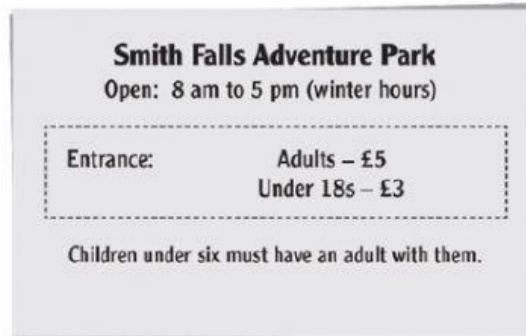 Smith Falls Adventure Park
Open: 8 am to 5 pm (winter hours)
Entrance: Adults – £5
Under 18s – £3
Children under six must have an adult with them.